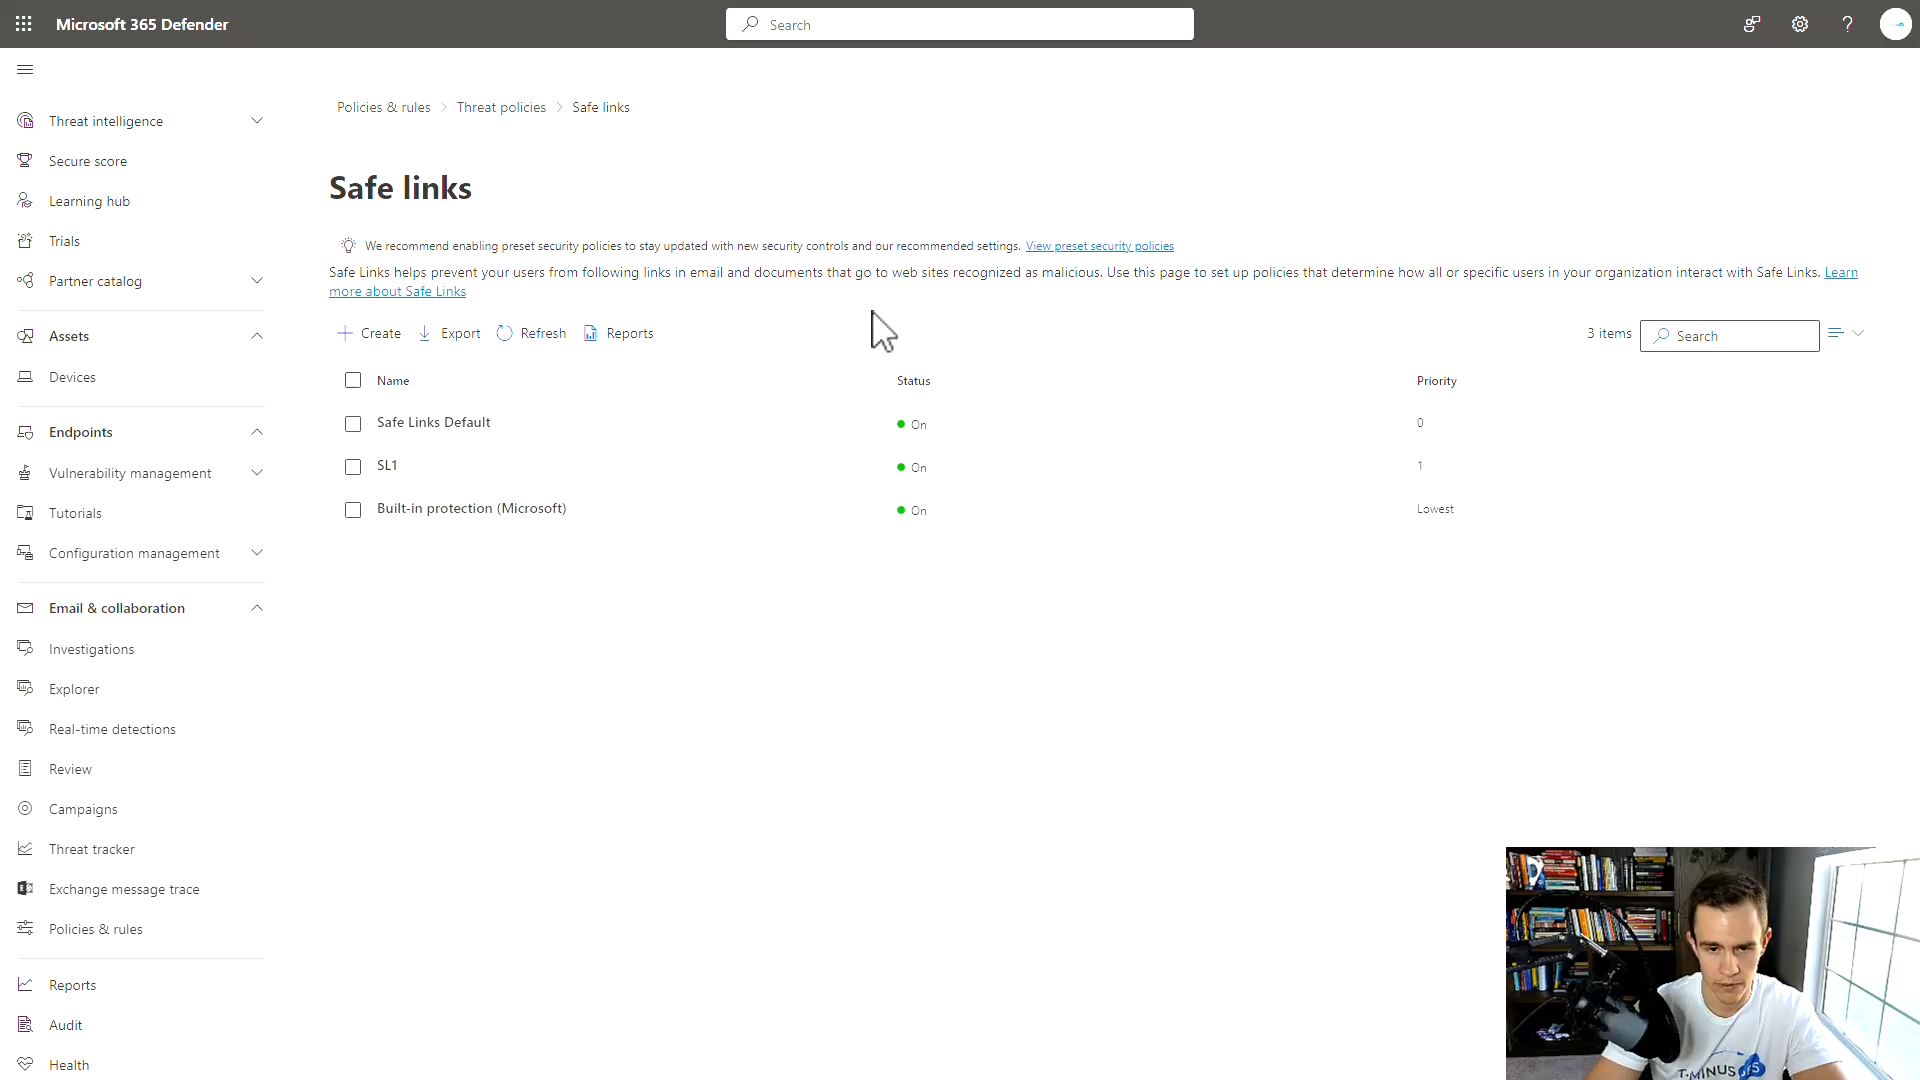 Microsoft 365 Defender
Search
Threat intelligence
Secure score
Learning hub
Trials
Partner catalog
Assets
Devices
Endpoints
Vulnerability management
Tutorials
Configuration management
Email & collaboration
Investigations
Explorer
Real-time detections
Review
Campaigns
Threat tracker
Exchange message trace
Policies & rules
Reports
Audit
Health
Policies & rules > Threat policies > Safe links
Safe links
We recommend enabling preset security policies to stay updated with new security controls and our recommended settings. View preset security policies
Safe Links helps prevent your users from following links in email and documents that go to web sites recognized as malicious. Use this page to set up policies that determine how all or specific users in your organization interact with Safe Links. Learn
more about Safe Links
Create Export Refresh Reports 3 items Search
Name Status Priority
Safe Links Default On 0
SL1 On 1
Built-in protection (Microsoft) On Lowest
T-MINUS365